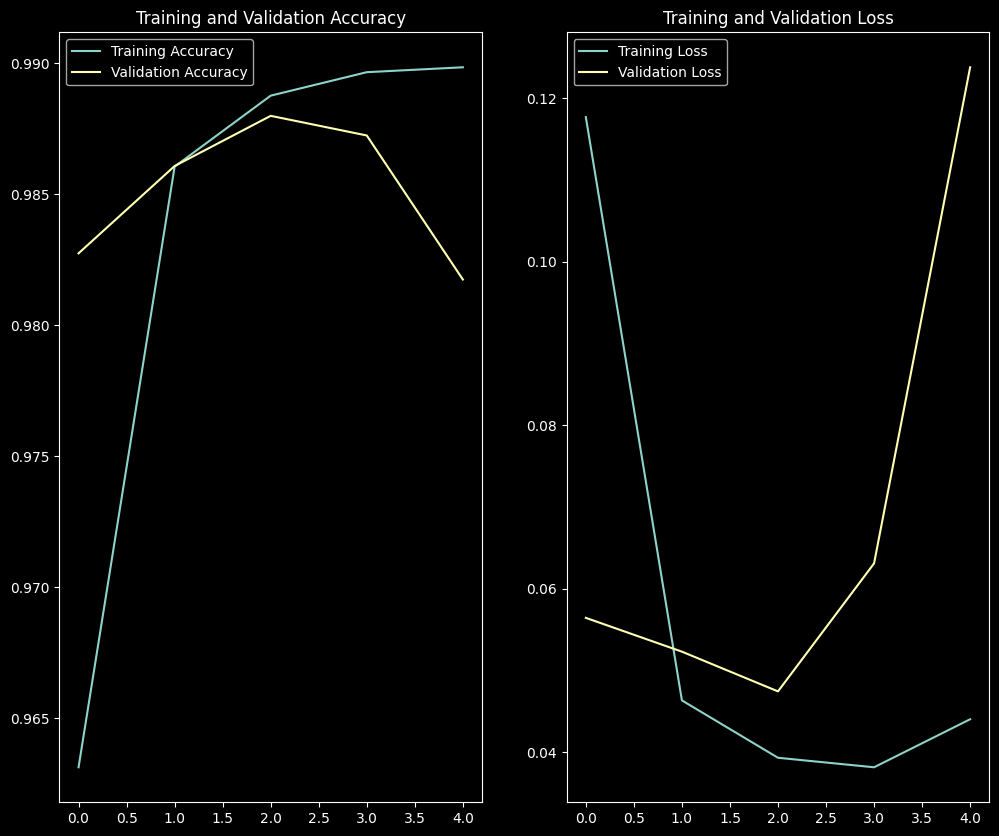 Training and Validation Accuracy
Training Accuracy
Validation Accuracy
0.990
0.985
0.980
0.975
0.970
0.965
0.0 0.5 1.0 1.5 2.0 2.5 3.0 3.5 4.0
Training and Validation Loss
Training Loss
Validation Loss
0.12
0.10
0.08
0.06
0.04
0.0 0.5 1.0 1.5 2.0 2.5 3.0 3.5 4.0